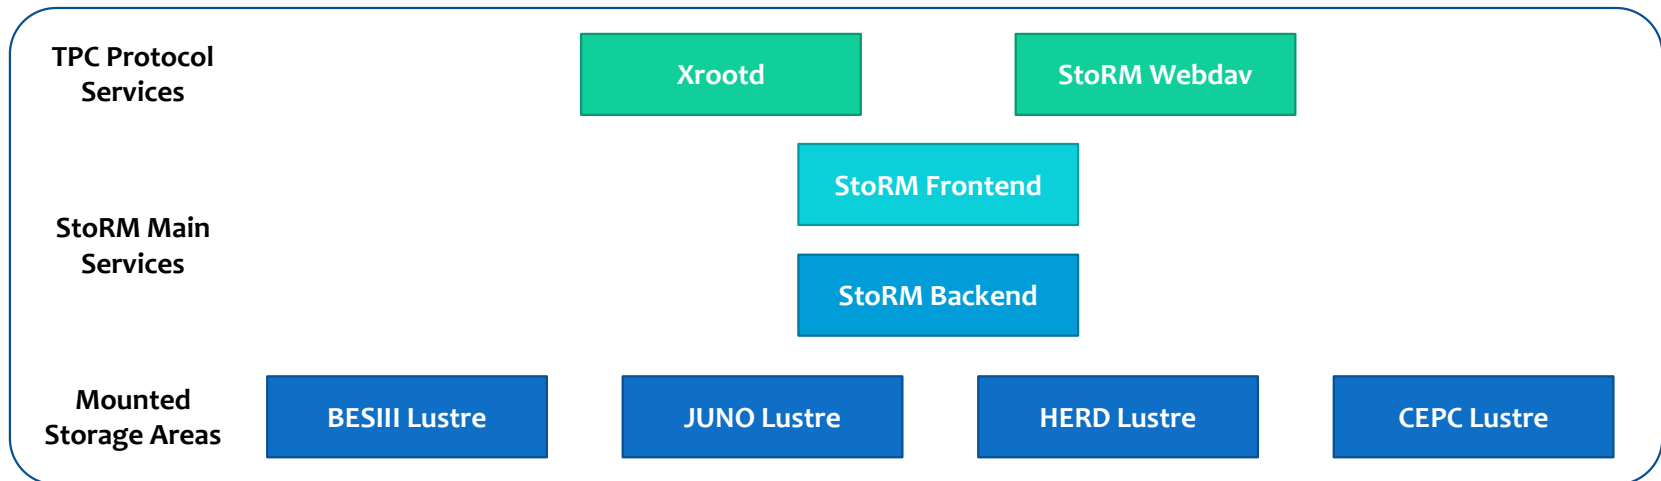 TPC Protocol
Services
Xrootd
StoRM Webdav
StoRM Main
Services
StoRM Frontend
StoRM Backend
Mounted
Storage Areas
BESIII Lustre
JUNO Lustre
HERD Lustre
CEPC Lustre